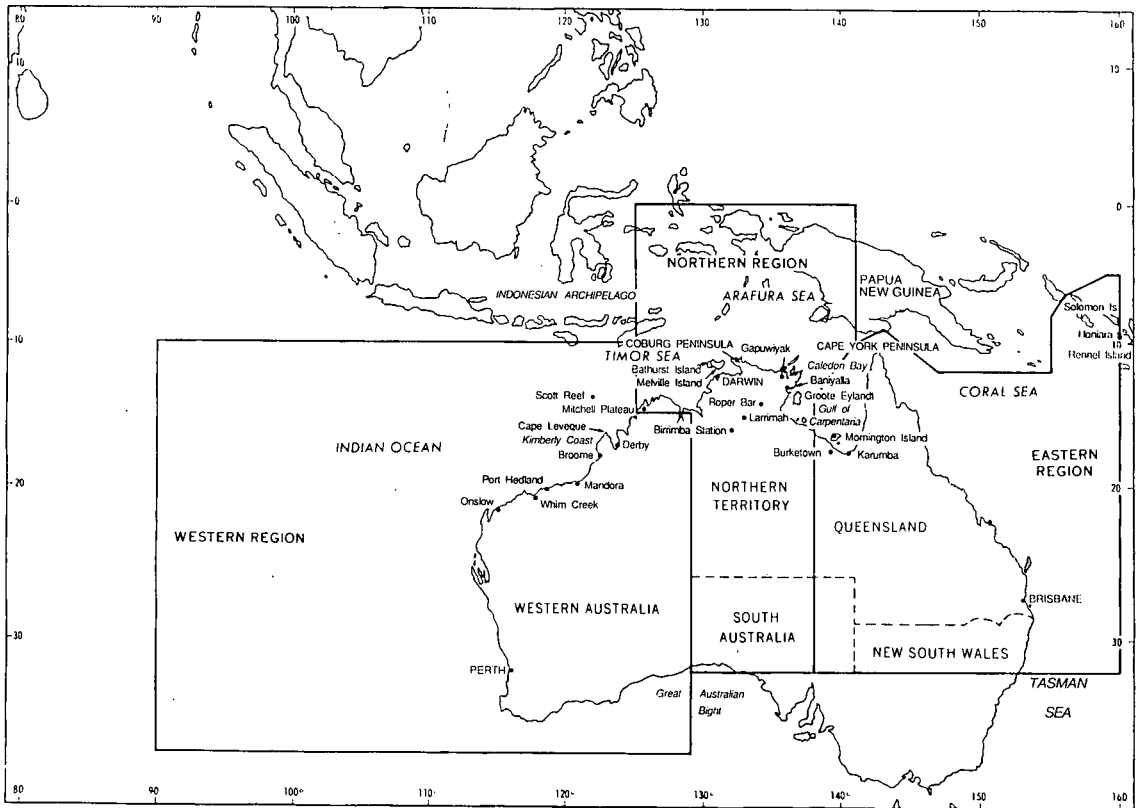 80 90 100 110 120 130 140 150 160
10 10
0 0
NORTHERN REGION
PAPUA
NEW GUINEA
INDONESIAN ARCHIPELAGO
ARAFURA SEA
Solomon Is
Honiara
Rennel Island
10 10
COBURG PENINSULA
Gapuwiyak
CAPE YORK PENINSULA
TIMOR SEA
Bathurst Island
Melville Island
DARWIN
Caledon Bay
Baniyalla
CORAL SEA
Scott Reef
Roper Bar
Groote Eylandt
Mitchell Plateau
Larrimah
Gulf of
Carpentaria
Cape Leveque
Kimberly Coast
Birrimba Station
Mornington Island
INDIAN OCEAN
Derby
Broome
Burketown
Karumba
EASTERN
REGION
Port Hedland
Mandora
20 20
Onslow
Whim Creek
NORTHERN
TERRITORY
QUEENSLAND
WESTERN REGION
WESTERN AUSTRALIA
BRISBANE
SOUTH
AUSTRALIA
30 30
NEW SOUTH WALES
PERTH
Great Australian
Bight
TASMAN
SEA
80 90 100 110 120 130 140 150 160